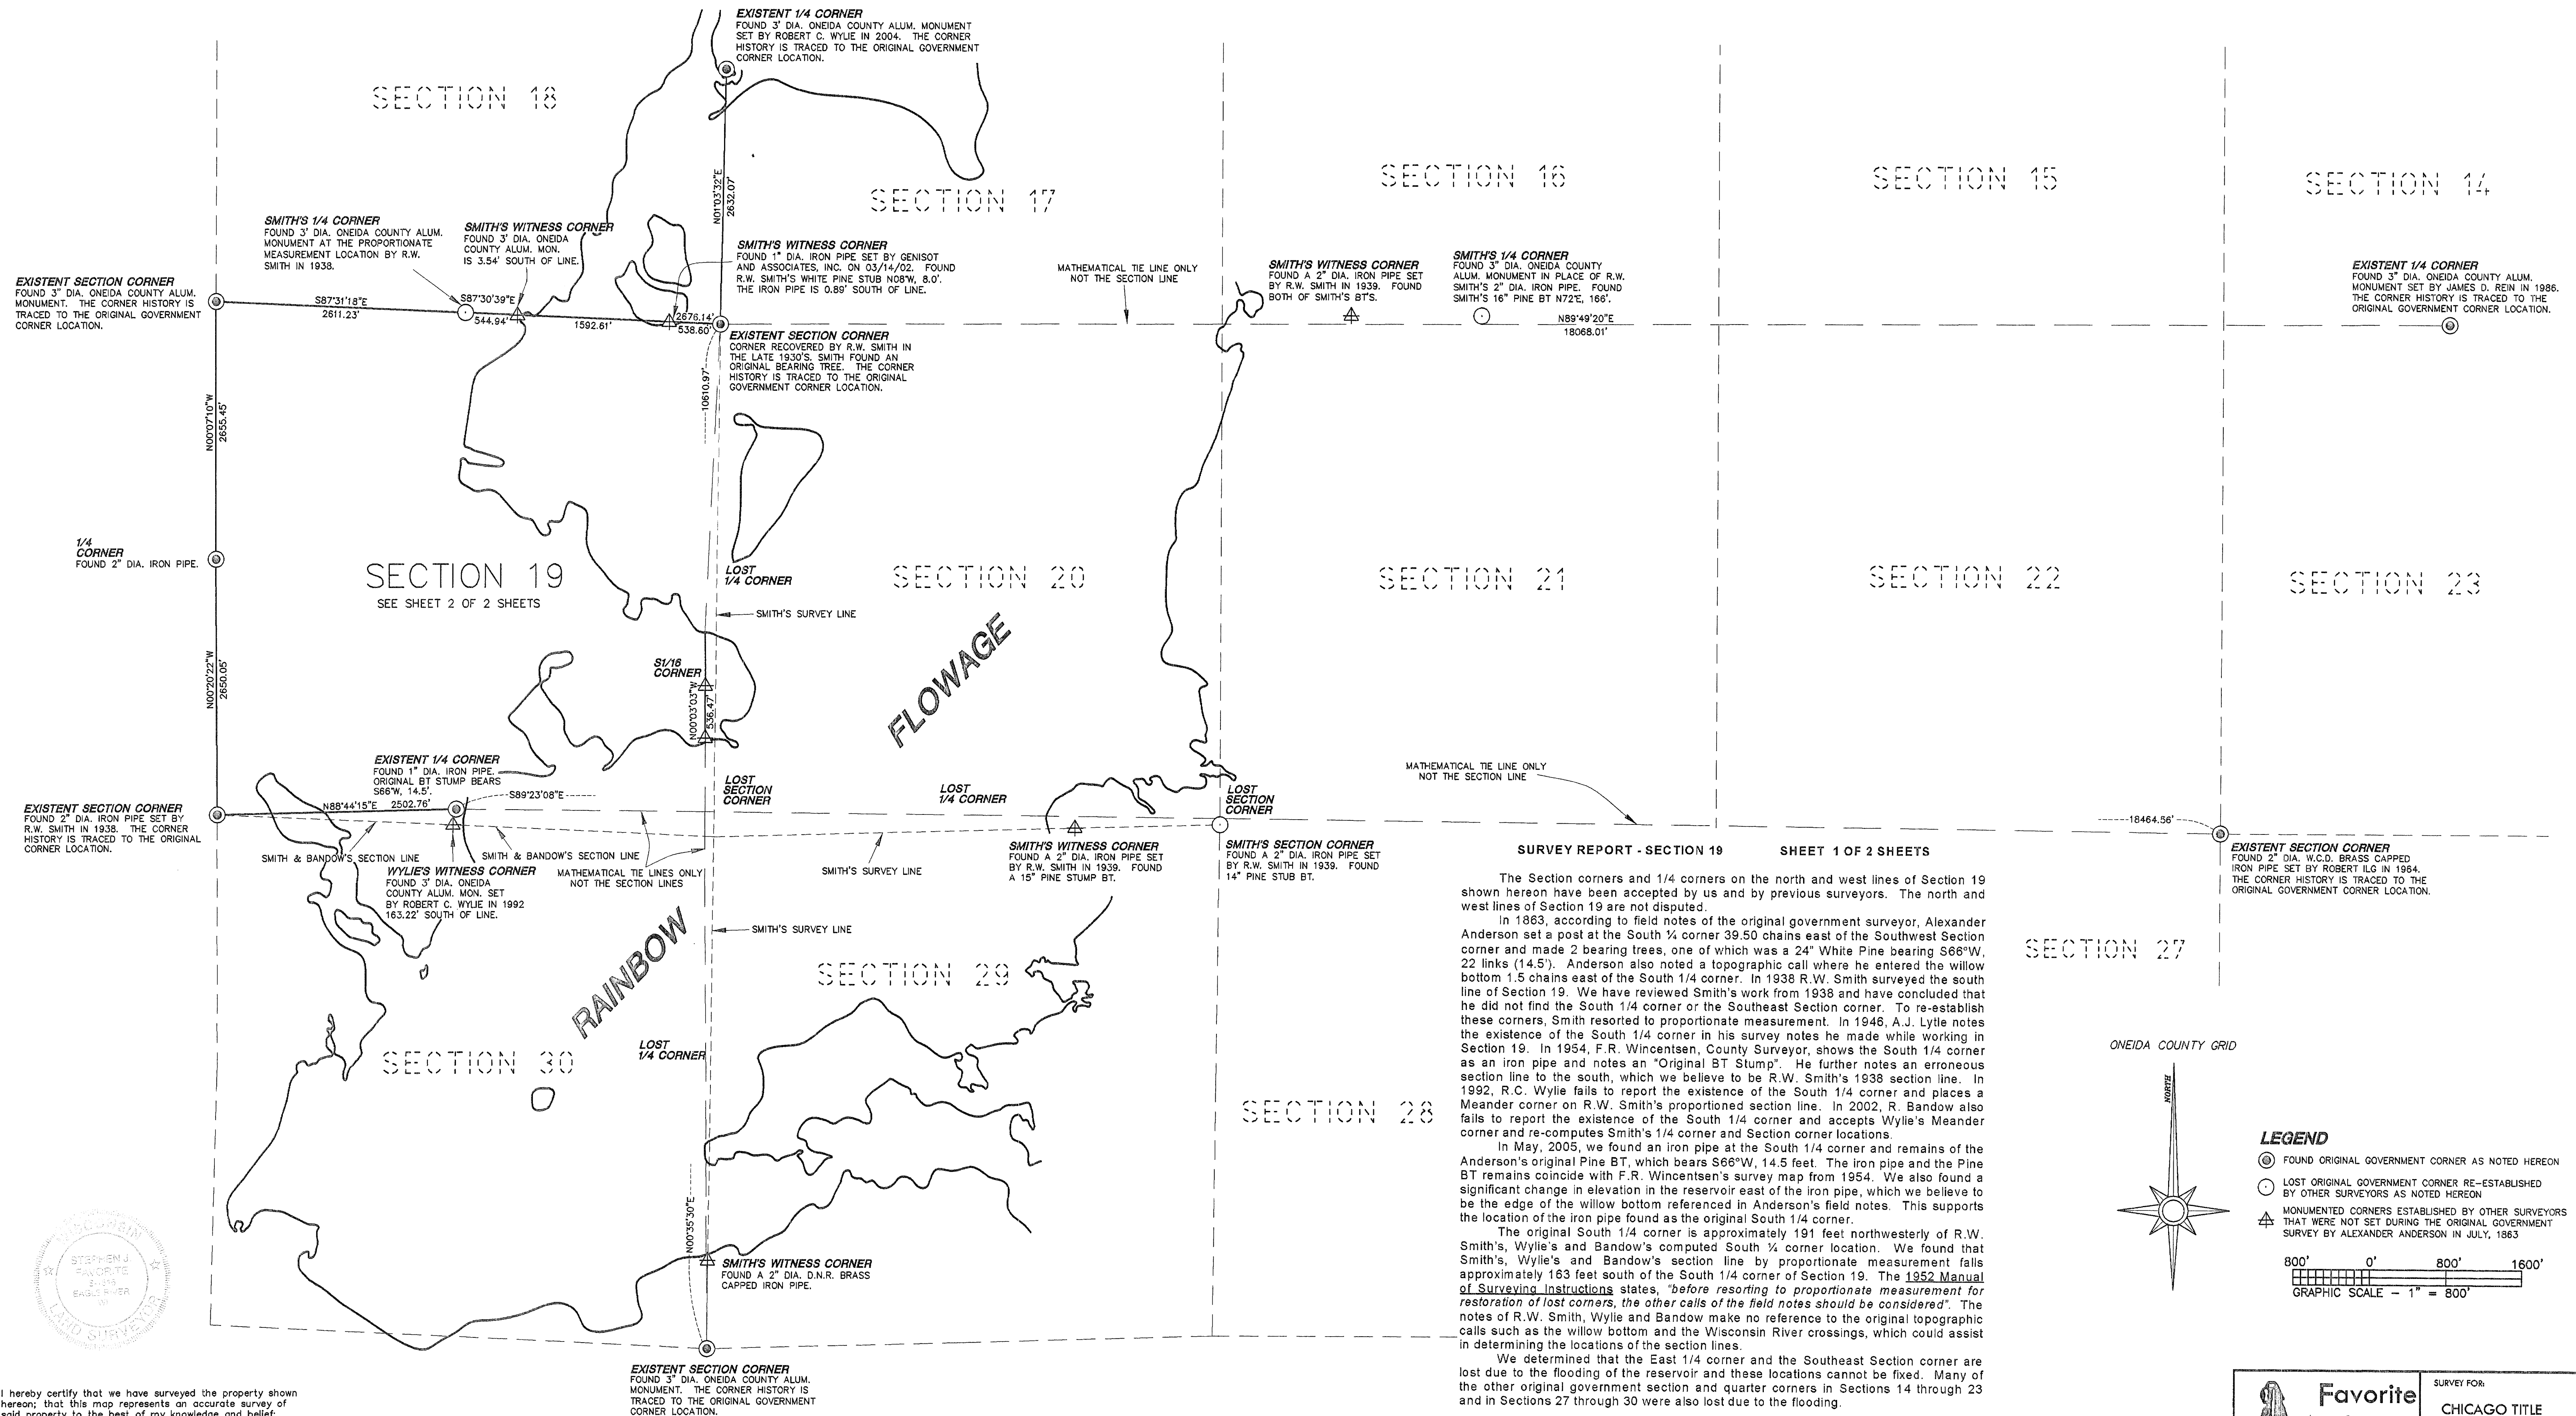 EXISTENT 1/4 CORNER
FOUND 3" DIA. ONEIDA COUNTY ALUM. MONUMENT
SET BY ROBERT C. WYLIE IN 2004. THE CORNER
HISTORY IS TRACED TO THE ORIGINAL GOVERNMENT
CORNER LOCATION.
SECTION 18
SECTION 17
SECTION 16
SECTION 15
SECTION 14
N01°03'32"E
2632.07'
SMITH'S 1/4 CORNER
FOUND 3" DIA. ONEIDA COUNTY ALUM.
MONUMENT AT THE PROPORTIONATE
MEASUREMENT LOCATION BY R.W.
SMITH IN 1938.
SMITH'S WITNESS CORNER
FOUND 3" DIA. ONEIDA
COUNTY ALUM. MON.
IS 3.54' SOUTH OF LINE.
SMITH'S WITNESS CORNER
FOUND 1" DIA. IRON PIPE SET BY GENISOT
AND ASSOCIATES, INC. ON 03/14/02. FOUND
R.W. SMITH'S WHITE PINE STUB N08°W, 8.0'.
THE IRON PIPE IS 0.89' SOUTH OF LINE.
MATHEMATICAL TIE LINE ONLY
NOT THE SECTION LINE
SMITH'S WITNESS CORNER
FOUND A 2" DIA. IRON PIPE SET
BY R.W. SMITH IN 1939. FOUND
BOTH OF SMITH'S BT'S.
SMITH'S 1/4 CORNER
FOUND 3" DIA. ONEIDA COUNTY
ALUM. MONUMENT IN PLACE OF R.W.
SMITH'S 2" DIA. IRON PIPE. FOUND
SMITH'S 16" PINE BT N72°E, 166'.
EXISTENT 1/4 CORNER
FOUND 3" DIA. ONEIDA COUNTY ALUM.
MONUMENT SET BY JAMES D. REIN IN 1986.
THE CORNER HISTORY IS TRACED TO THE
ORIGINAL GOVERNMENT CORNER LOCATION.
EXISTENT SECTION CORNER
FOUND 3" DIA. ONEIDA COUNTY ALUM.
MONUMENT. THE CORNER HISTORY IS
TRACED TO THE ORIGINAL GOVERNMENT
CORNER LOCATION.
S87°31'18"E
2611.23'
S87°30'39"E
2676.14'
544.94'
1592.61'
538.60'
N89°49'20"E
18068.01'
EXISTENT SECTION CORNER
CORNER RECOVERED BY R.W. SMITH IN
THE LATE 1930'S. SMITH FOUND AN
ORIGINAL BEARING TREE. THE CORNER
HISTORY IS TRACED TO THE ORIGINAL
GOVERNMENT CORNER LOCATION.
10610.97'
N00°07'10"W
2655.45'
1/4
CORNER
FOUND 2" DIA. IRON PIPE.
SECTION 19
SEE SHEET 2 OF 2 SHEETS
LOST
1/4 CORNER
SECTION 20
SECTION 21
SECTION 22
SECTION 23
SMITH'S SURVEY LINE
FLOWAGE
S1/16
CORNER
N00°03'03"W
536.47'
N00°20'22"W
2650.05'
EXISTENT 1/4 CORNER
FOUND 1" DIA. IRON PIPE.
ORIGINAL BT STUMP BEARS
S66°W, 14.5'.
S89°23'08"E
LOST
SECTION
CORNER
LOST
1/4 CORNER
LOST
SECTION
CORNER
MATHEMATICAL TIE LINE ONLY
NOT THE SECTION LINE
EXISTENT SECTION CORNER
FOUND 2" DIA. IRON PIPE SET BY
R.W. SMITH IN 1938. THE CORNER
HISTORY IS TRACED TO THE ORIGINAL
CORNER LOCATION.
N88°44'15"E 2502.76'
18464.56'
SMITH & BANDOW'S SECTION LINE
SMITH & BANDOW'S SECTION LINE
WYLIE'S WITNESS CORNER
FOUND 3" DIA. ONEIDA
COUNTY ALUM. MON. SET
BY ROBERT C. WYLIE IN 1992
163.22' SOUTH OF LINE.
MATHEMATICAL TIE LINES ONLY
NOT THE SECTION LINES
SMITH'S SURVEY LINE
SMITH'S WITNESS CORNER
FOUND A 2" DIA. IRON PIPE SET
BY R.W. SMITH IN 1939. FOUND
A 15" PINE STUMP BT.
SMITH'S SECTION CORNER
FOUND A 2" DIA. IRON PIPE SET
BY R.W. SMITH IN 1939. FOUND
14" PINE STUB BT.
EXISTENT SECTION CORNER
FOUND 2" DIA. W.C.D. BRASS CAPPED
IRON PIPE SET BY ROBERT ILG IN 1964.
THE CORNER HISTORY IS TRACED TO THE
ORIGINAL GOVERNMENT CORNER LOCATION.
SMITH'S SURVEY LINE
RAINBOW
SECTION 29
SECTION 30
LOST
1/4 CORNER
SECTION 28
SECTION 27
N00°35'30"E
SMITH'S WITNESS CORNER
FOUND A 2" DIA. D.N.R. BRASS
CAPPED IRON PIPE.
EXISTENT SECTION CORNER
FOUND 3" DIA. ONEIDA COUNTY ALUM.
MONUMENT. THE CORNER HISTORY IS
TRACED TO THE ORIGINAL GOVERNMENT
CORNER LOCATION.
SURVEY REPORT - SECTION 19 SHEET 1 OF 2 SHEETS
The Section corners and 1/4 corners on the north and west lines of Section 19
shown hereon have been accepted by us and by previous surveyors. The north and
west lines of Section 19 are not disputed.
In 1863, according to field notes of the original government surveyor, Alexander
Anderson set a post at the South ¼ corner 39.50 chains east of the Southwest Section
corner and made 2 bearing trees, one of which was a 24" White Pine bearing S66°W,
22 links (14.5'). Anderson also noted a topographic call where he entered the willow
bottom 1.5 chains east of the South 1/4 corner. In 1938 R.W. Smith surveyed the south
line of Section 19. We have reviewed Smith's work from 1938 and have concluded that
he did not find the South 1/4 corner or the Southeast Section corner. To re-establish
these corners, Smith resorted to proportionate measurement. In 1946, A.J. Lytle notes
the existence of the South 1/4 corner in his survey notes he made while working in
Section 19. In 1954, F.R. Wincentsen, County Surveyor, shows the South 1/4 corner
as an iron pipe and notes an "Original BT Stump". He further notes an erroneous
section line to the south, which we believe to be R.W. Smith's 1938 section line. In
1992, R.C. Wylie fails to report the existence of the South 1/4 corner and places a
Meander corner on R.W. Smith's proportioned section line. In 2002, R. Bandow also
fails to report the existence of the South 1/4 corner and accepts Wylie's Meander
corner and re-computes Smith's 1/4 corner and Section corner locations.
In May, 2005, we found an iron pipe at the South 1/4 corner and remains of the
Anderson's original Pine BT, which bears S66°W, 14.5 feet. The iron pipe and the Pine
BT remains coincide with F.R. Wincentsen's survey map from 1954. We also found a
significant change in elevation in the reservoir east of the iron pipe, which we believe to
be the edge of the willow bottom referenced in Anderson's field notes. This supports
the location of the iron pipe found as the original South 1/4 corner.
The original South 1/4 corner is approximately 191 feet northwesterly of R.W.
Smith's, Wylie's and Bandow's computed South ¼ corner location. We found that
Smith's, Wylie's and Bandow's section line by proportionate measurement falls
approximately 163 feet south of the South 1/4 corner of Section 19. The 1952 Manual
of Surveying Instructions states, "before resorting to proportionate measurement for
restoration of lost corners, the other calls of the field notes should be considered". The
notes of R.W. Smith, Wylie and Bandow make no reference to the original topographic
calls such as the willow bottom and the Wisconsin River crossings, which could assist
in determining the locations of the section lines.
We determined that the East 1/4 corner and the Southeast Section corner are
lost due to the flooding of the reservoir and these locations cannot be fixed. Many of
the other original government section and quarter corners in Sections 14 through 23
and in Sections 27 through 30 were also lost due to the flooding.
ONEIDA COUNTY GRID
NORTH
LEGEND
FOUND ORIGINAL GOVERNMENT CORNER AS NOTED HEREON
LOST ORIGINAL GOVERNMENT CORNER RE-ESTABLISHED
BY OTHER SURVEYORS AS NOTED HEREON
MONUMENTED CORNERS ESTABLISHED BY OTHER SURVEYORS
THAT WERE NOT SET DURING THE ORIGINAL GOVERNMENT
SURVEY BY ALEXANDER ANDERSON IN JULY, 1863
800' 0' 800' 1600'
GRAPHIC SCALE - 1" = 800'
WISCONSIN
STEPHEN J.
FAVORITE
EAGLE RIVER
WI
LAND SURVEYOR
I hereby certify that we have surveyed the property shown
hereon; that this map represents an accurate survey of
said property to the best of my knowledge and belief;
Favorite
SURVEY FOR:
CHICAGO TITLE